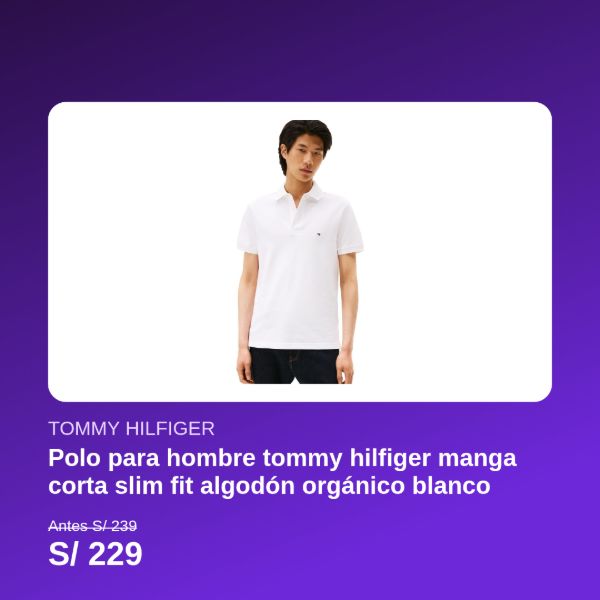 TOMMY HILFIGER
Polo para hombre tommy hilfiger manga
corta slim fit algodón orgánico blanco
Antes S/ 239
S/ 229